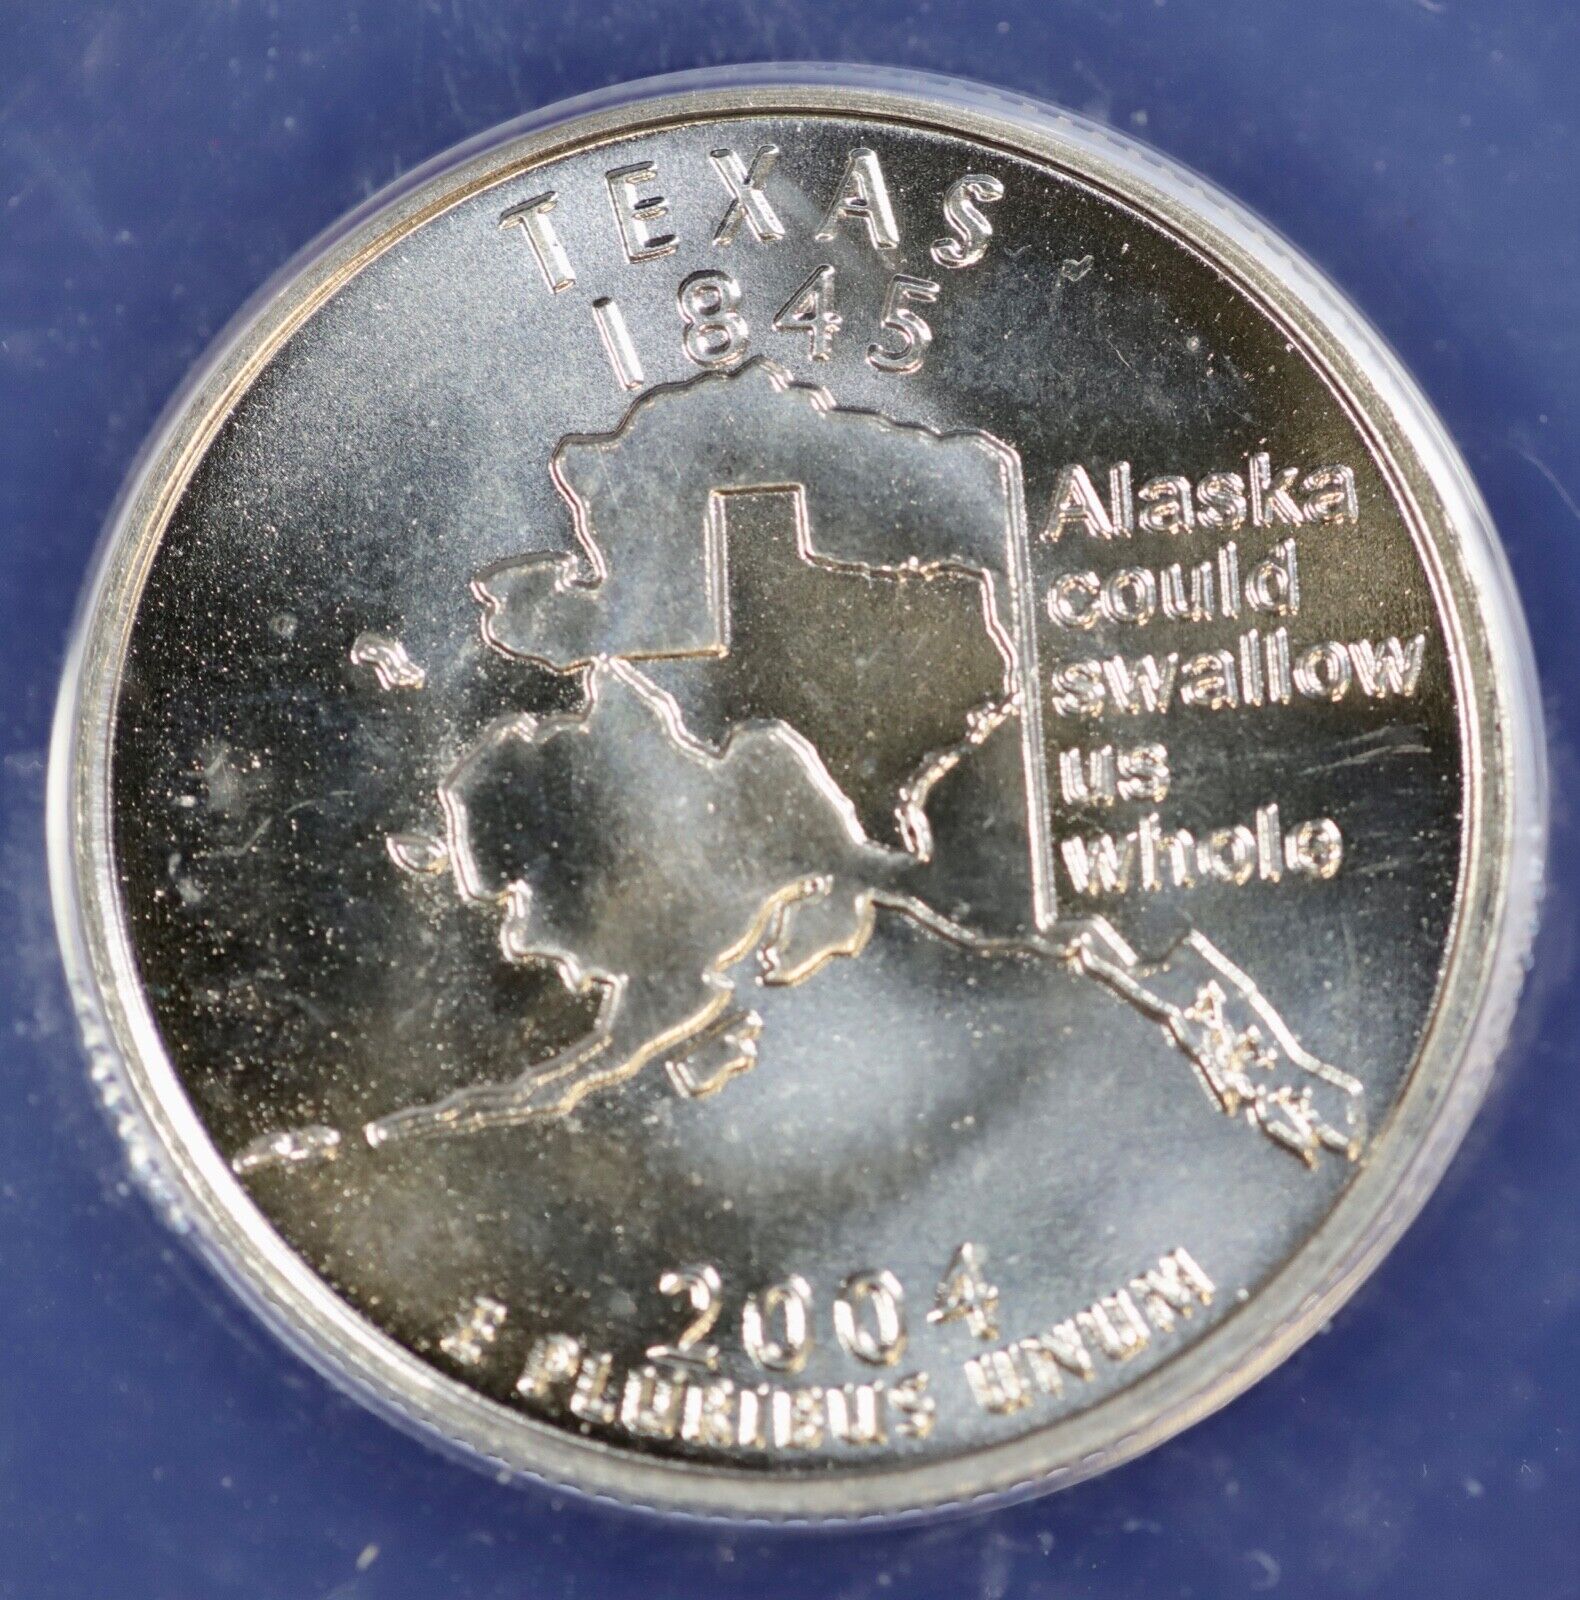 TEXAS
1845
Alaska
could
swallow
us
whole
2004
E PLURIBUS UNUM